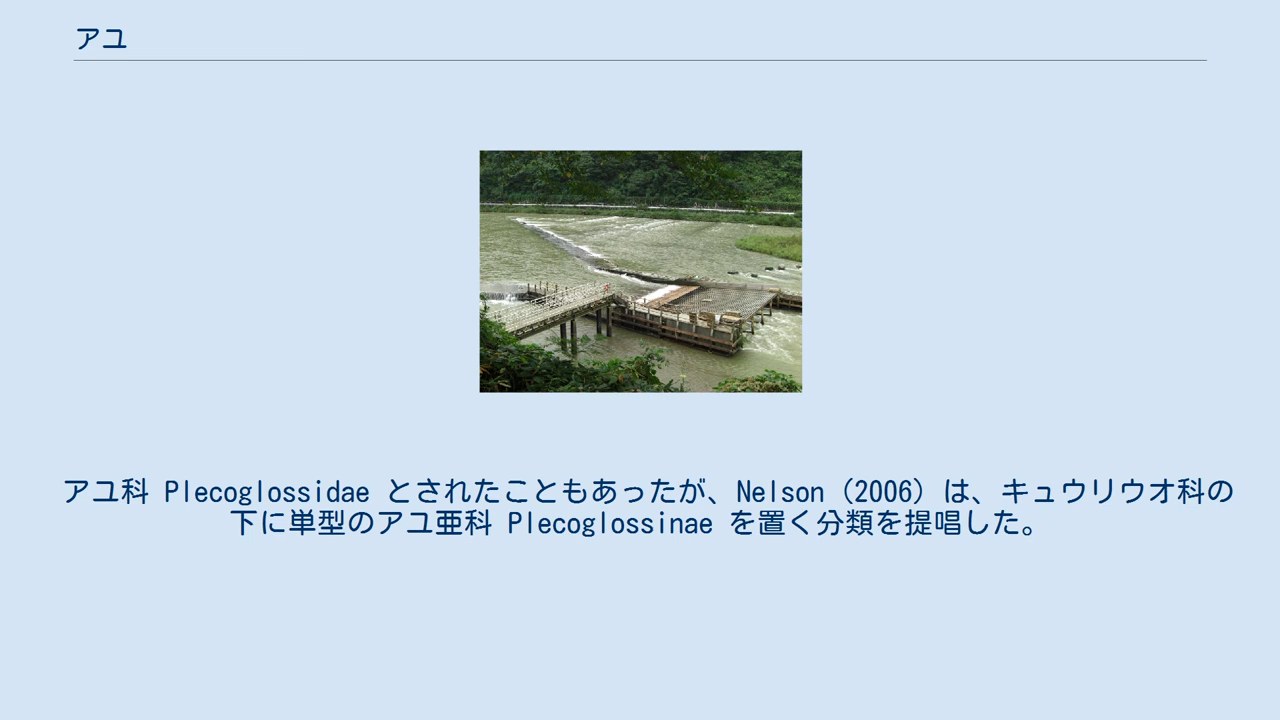 アユ
アユ科 Plecoglossidae とされたこともあったが、Nelson (2006) は、キュウリウオ科の
下に単型のアユ亜科 Plecoglossinae を置く分類を提唱した。